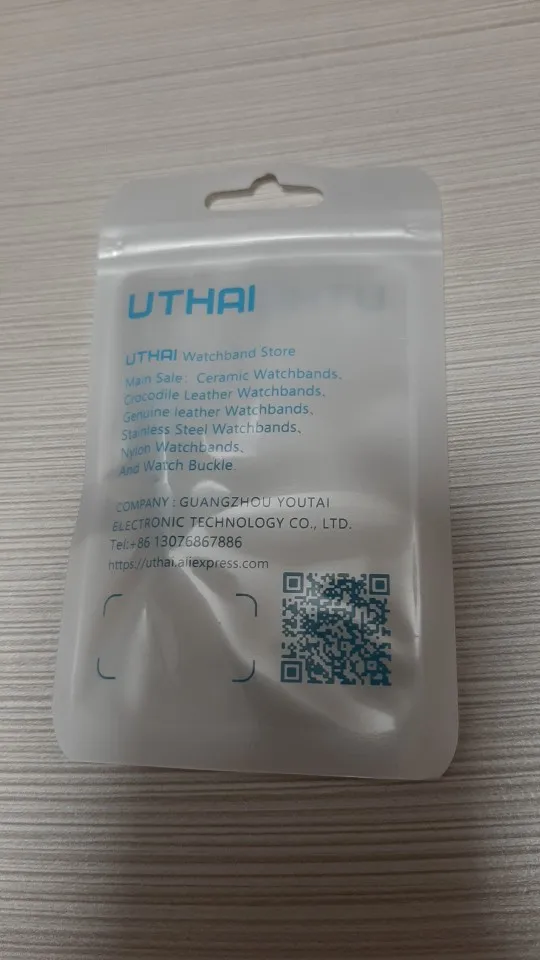 UTHAI
UTHAI Watchband Store
Main Sale: Ceramic Watchbands、
Crocodile Leather Watchbands、
Genuine leather Watchbands、
Stainless Steel Watchbands、
Nylon Watchbands、
And Watch Buckle.
COMPANY : GUANGZHOU YOUTAI
ELECTRONIC TECHNOLOGY CO., LTD.
Tel:+86 13076867886
https://uthai.aliexpress.com